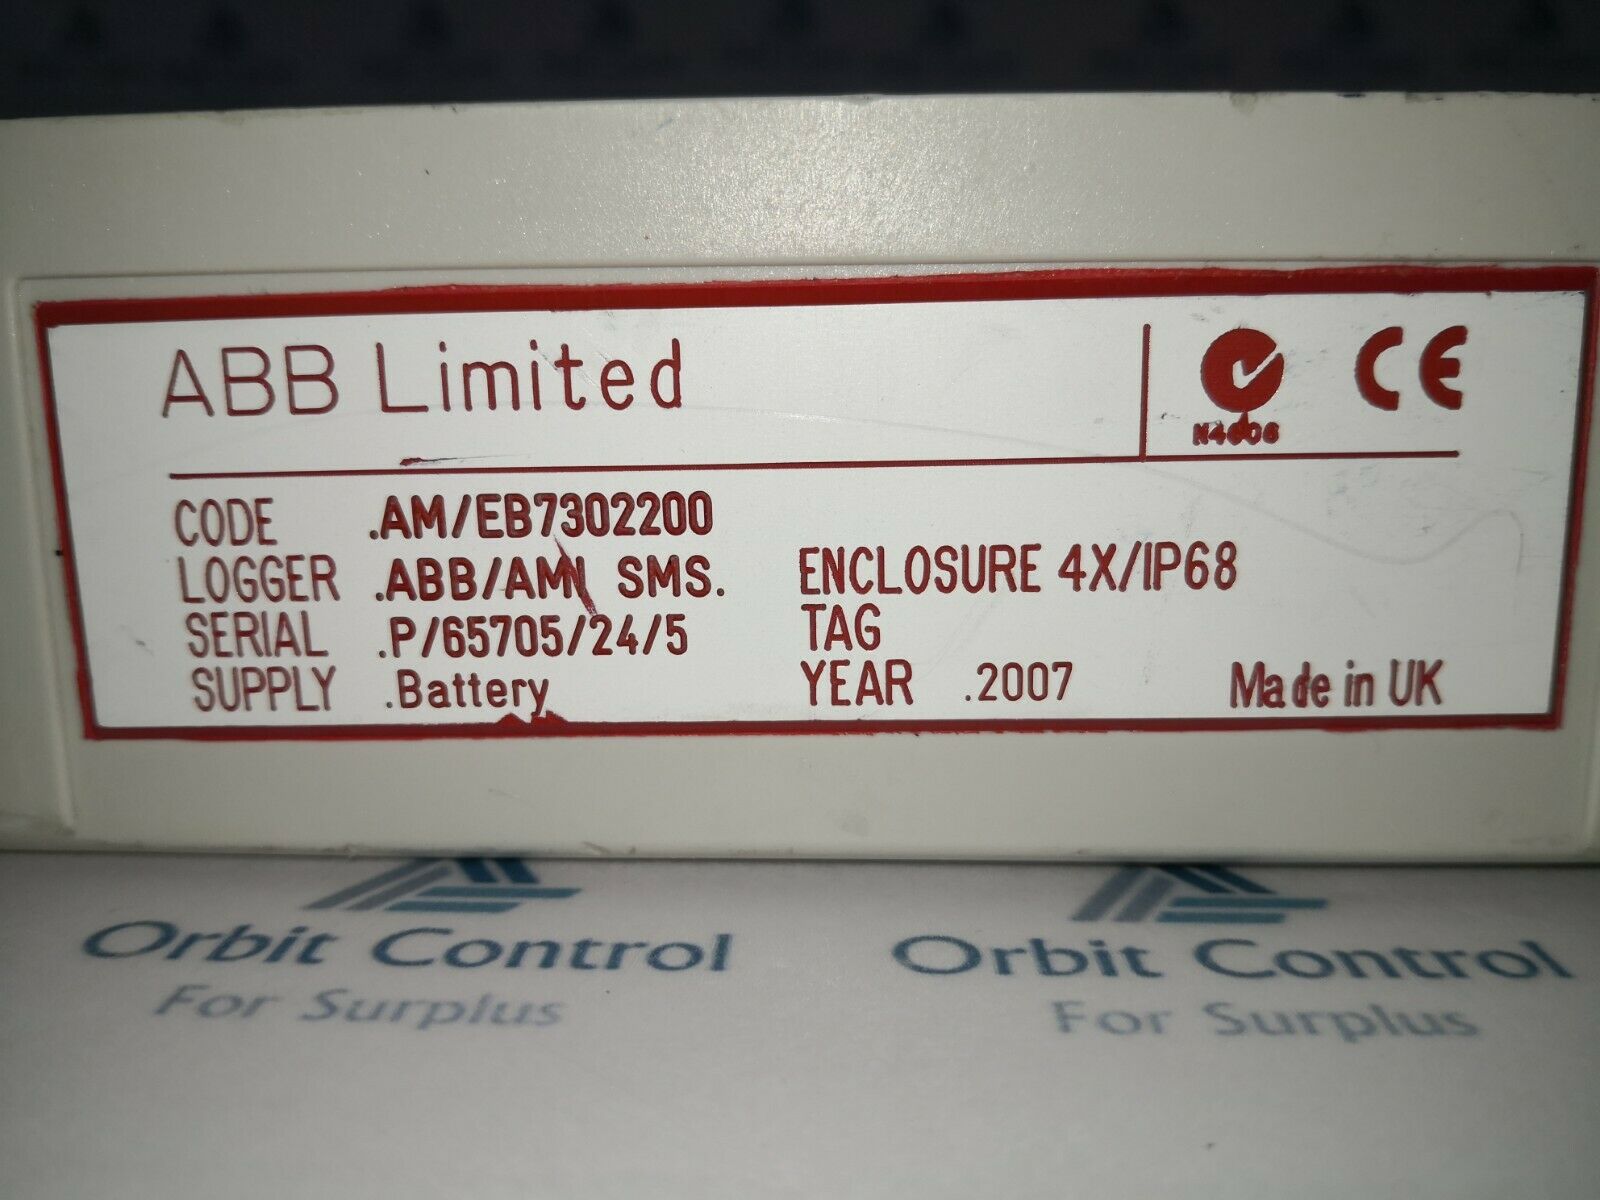 ABB Limited
N4606
CE
CODE .AM/EB7302200
LOGGER .ABB/AMI SMS.
ENCLOSURE 4X/IP68
SERIAL .P/65705/24/5
TAG
SUPPLY .Battery
YEAR .2007
Made in UK
Orbit Control
For Surplus
Orbit Control
For Surplus